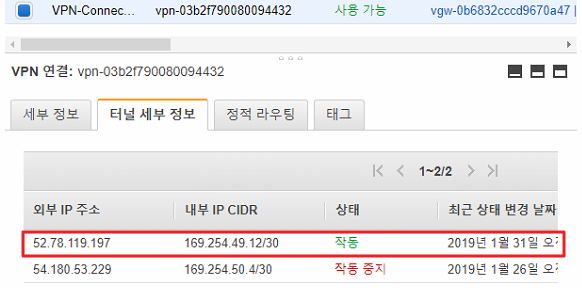 VPN-Connec... vpn-03b2f790080094432 사용 가능 vgw-0b6832cccd9670a47 |
VPN 연결: vpn-03b2f790080094432
세부 정보 터널 세부 정보 정적 라우팅 태그
1~2/2
외부 IP 주소 내부 IP CIDR 상태 최근 상태 변경 날짜
52.78.119.197 169.254.49.12/30 작동 2019년 1월 31일
54.180.53.229 169.254.50.4/30 작동 중지 2019년 1월 26일